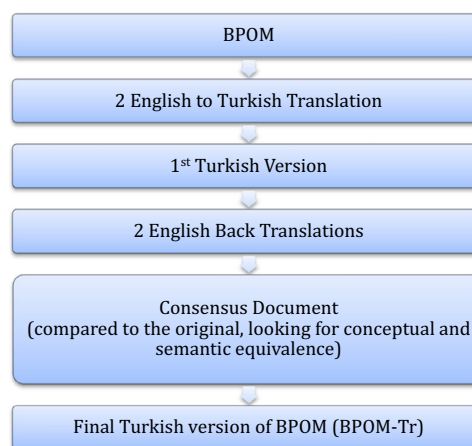 BPOM
2 English to Turkish Translation
1st Turkish Version
2 English Back Translations
Consensus Document
(compared to the original, looking for conceptual and
semantic equivalence)
Final Turkish version of BPOM (BPOM-Tr)